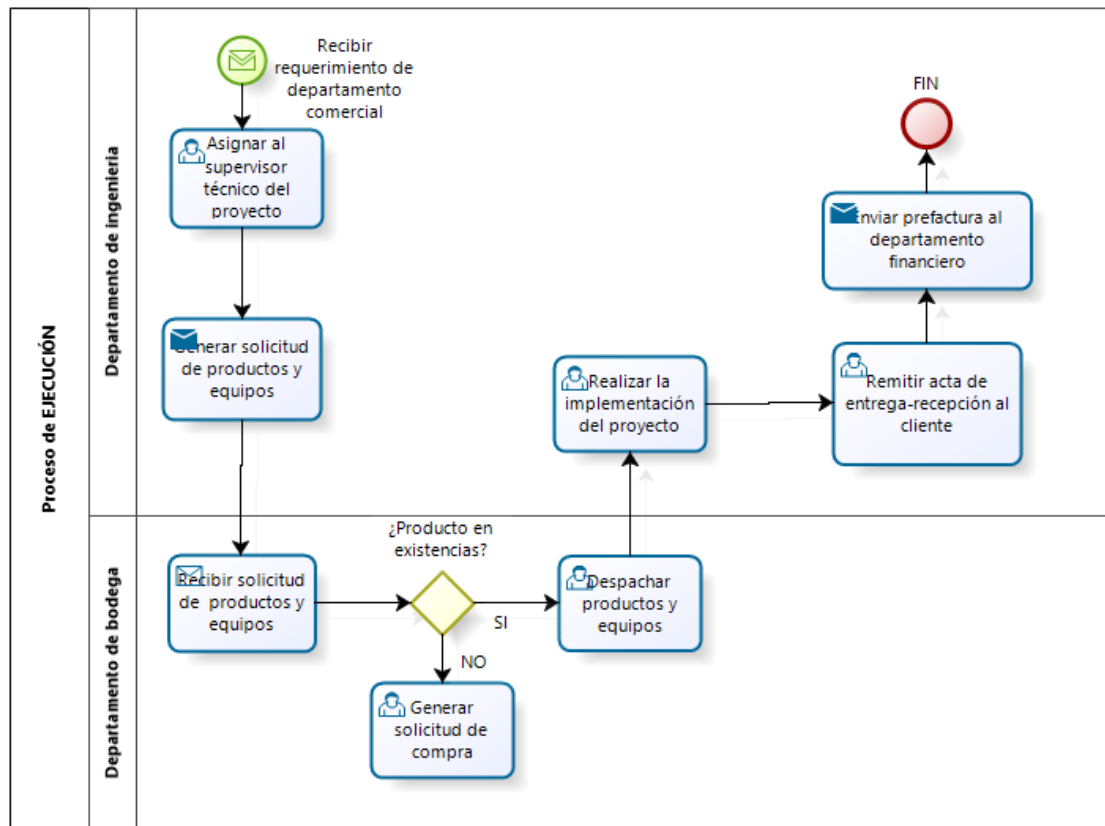 Proceso de EJECUCIÓN
Departamento de ingenieria
Recibir
requerimiento de
departamento
comercial
Asignar al
supervisor
técnico del
proyecto
Generar solicitud
de productos y
equipos
Realizar la
implementación
del proyecto
Remitir acta de
entrega-recepción al
cliente
Enviar prefactura al
departamento
financiero
FIN
Departamento de bodega
Recibir solicitud
de productos y
equipos
¿Producto en
existencias?
SI
NO
Despachar
productos y
equipos
Generar
solicitud de
compra